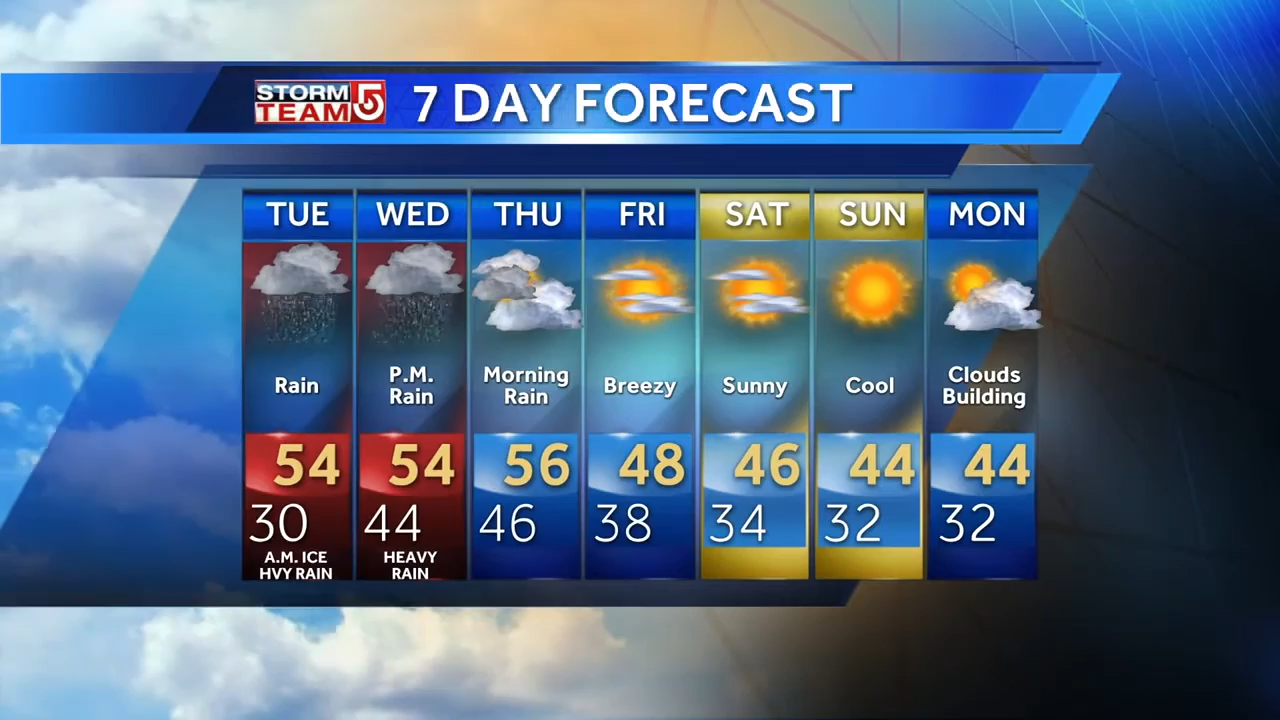 STORM
TEAM 5
7 DAY FORECAST
TUE WED THU FRI SAT SUN MON
Rain
P.M.
Rain
Morning
Rain
Breezy
Sunny
Cool
Clouds
Building
54 54 56 48 46 44 44
30 44 46 38 34 32 32
A.M. ICE
HVY RAIN
HEAVY
RAIN